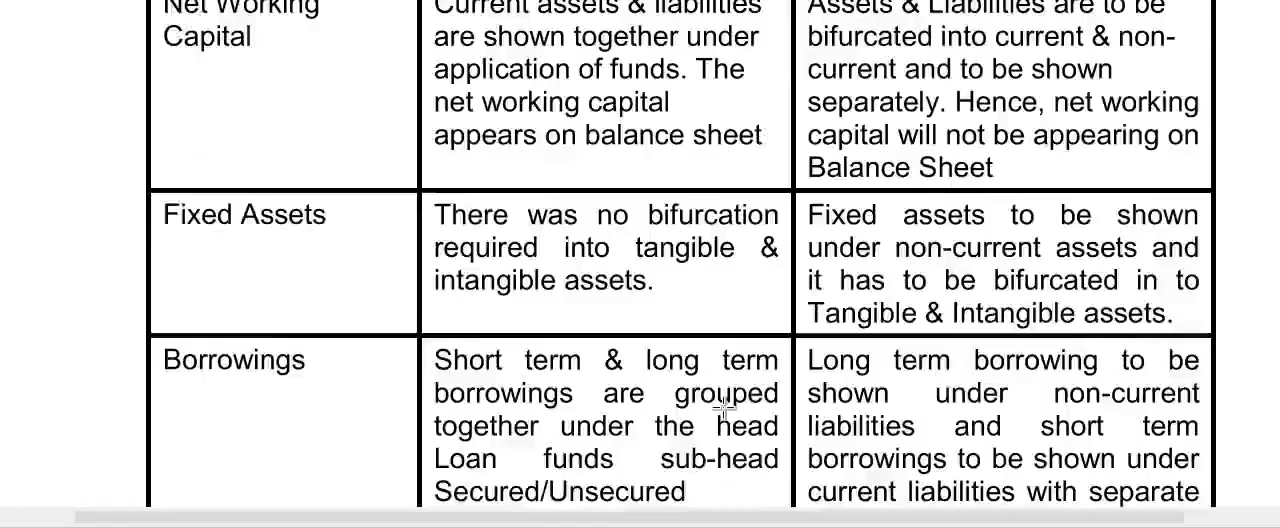 Net Working
Capital
Current assets & liabilities
are shown together under
application of funds. The
net working capital
appears on balance sheet
Assets & Liabilities are to be
bifurcated into current & non-
current and to be shown
separately. Hence, net working
capital will not be appearing on
Balance Sheet
Fixed Assets
There was no bifurcation
required into tangible &
intangible assets.
Fixed assets to be shown
under non-current assets and
it has to be bifurcated in to
Tangible & Intangible assets.
Borrowings
Short term & long term
borrowings are grouped
together under the head
Loan funds sub-head
Secured/Unsecured
Long term borrowing to be
shown under non-current
liabilities and short term
borrowings to be shown under
current liabilities with separate